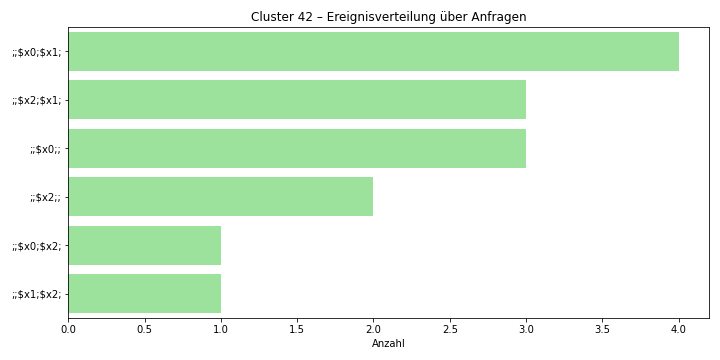 Cluster 42 – Ereignisverteilung über Anfragen
;;$x0;$x1;
;;$x2;$x1;
;;$x0;;
;;$x2;;
;;$x0;$x2;
;;$x1;$x2;
0.0 0.5 1.0 1.5 2.0 2.5 3.0 3.5 4.0
Anzahl